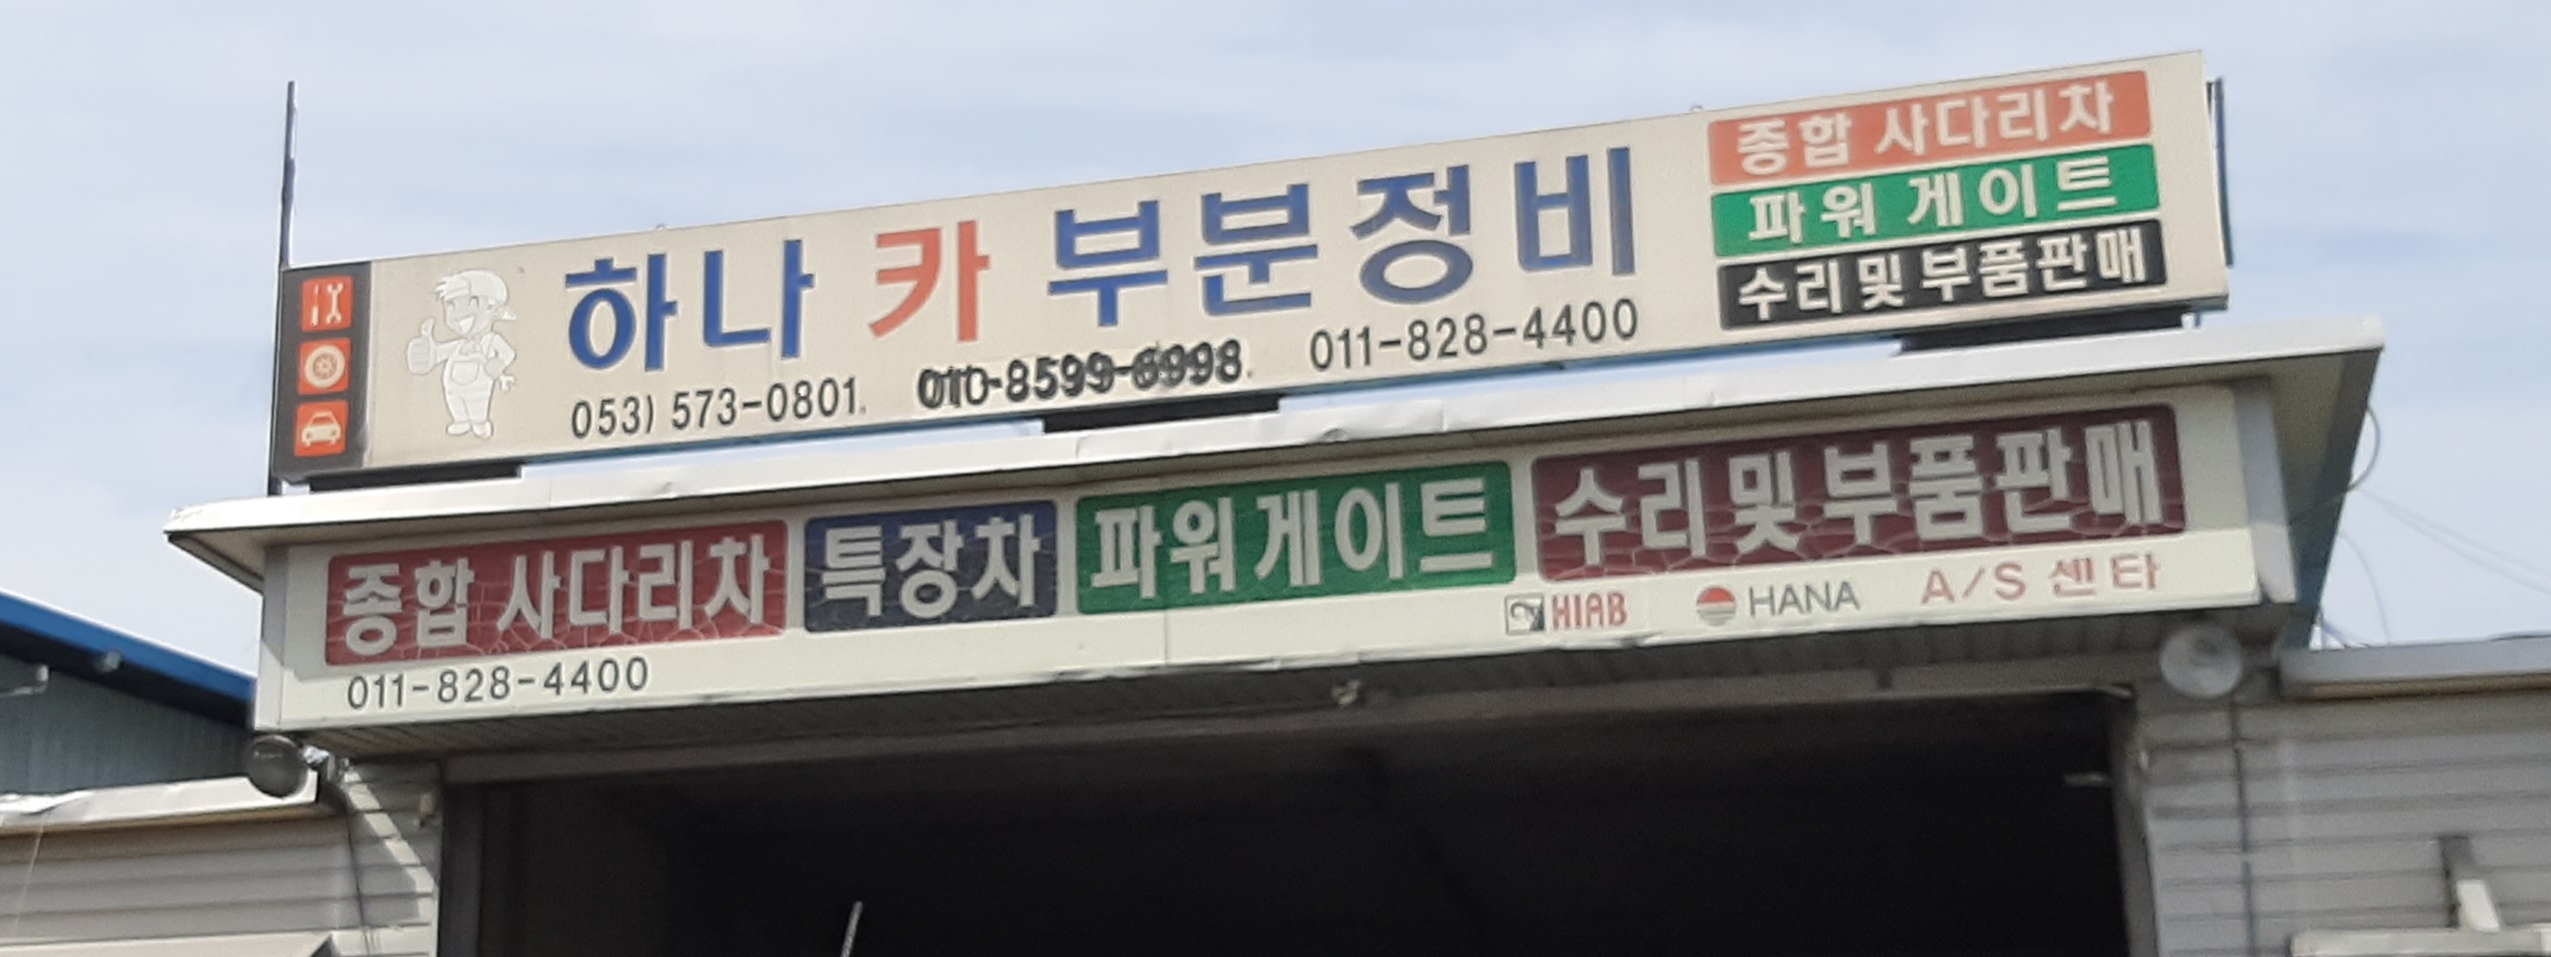 하나 카 부분정비
053) 573-0801. 010-8599-6998. 011-828-4400
종합 사다리차
파워 게이트
수리 및 부품판매
종합 사다리차 특장차 파워게이트 수리 및 부품판매
011-828-4400
HIAB HANA A/S 센타